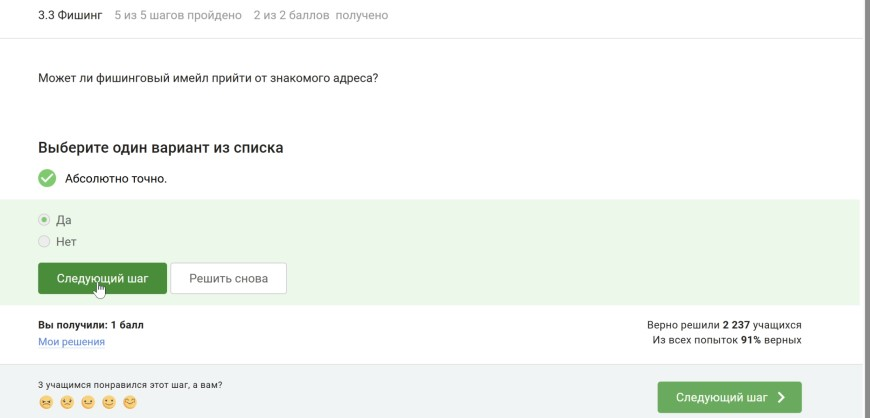 3.3 Фишинг 5 из 5 шагов пройдено 2 из 2 баллов получено
Может ли фишинговый имейл прийти от знакомого адреса?
Выберите один вариант из списка
Абсолютно точно.
Да
Нет
Следующий шаг Решить снова
Вы получили: 1 балл Верно решили 2 237 учащихся
Мои решения Из всех попыток 91% верных
3 учащимся понравился этот шаг, а вам?
Следующий шаг